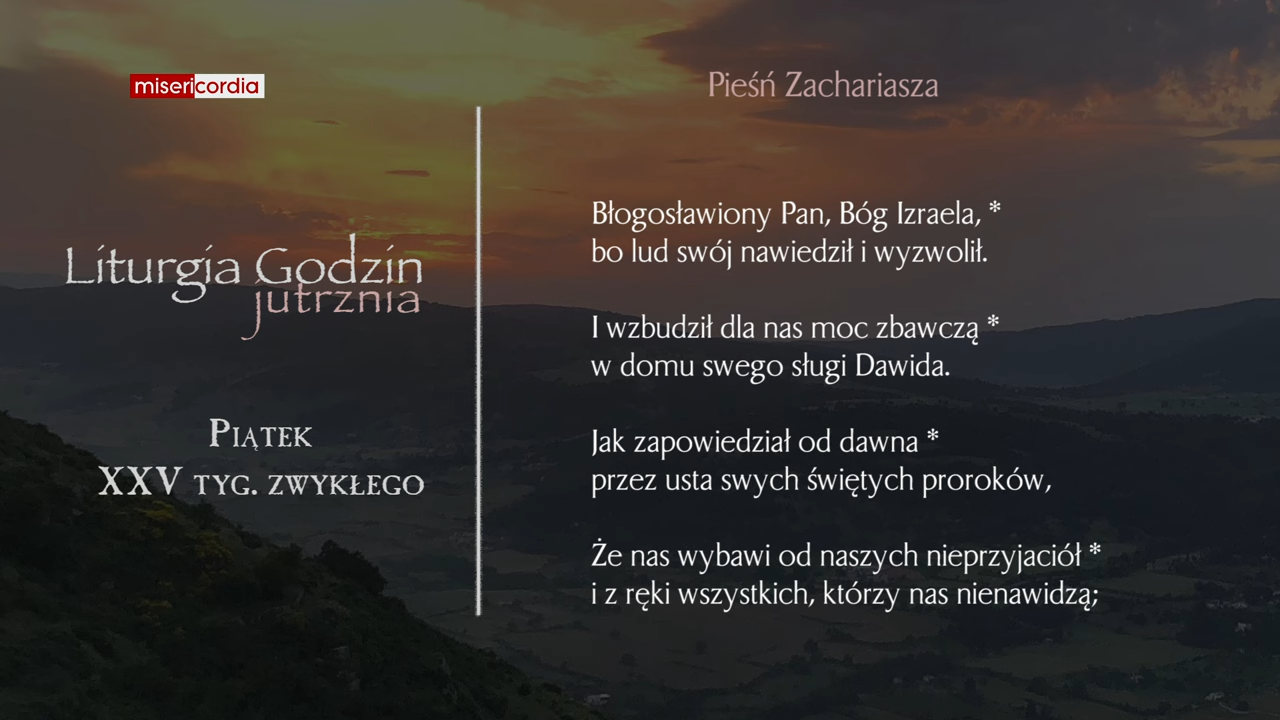 misericordia
Liturgia Godzin
jutrznia
Piątek
XXV tyg. zwykłego
Pieśń Zachariasza
Błogosławiony Pan, Bóg Izraela, *
bo lud swój nawiedził i wyzwolił.
I wzbudził dla nas moc zbawczą *
w domu swego sługi Dawida.
Jak zapowiedział od dawna *
przez usta swych świętych proroków,
Że nas wybawi od naszych nieprzyjaciół *
i z ręki wszystkich, którzy nas nienawidzą;